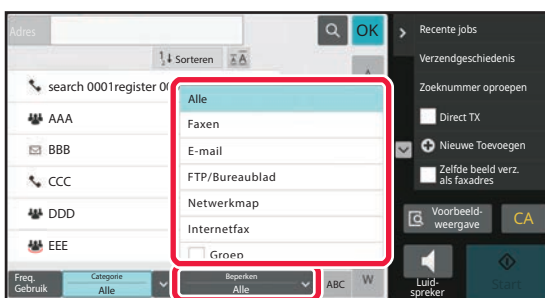 Adres
OK
Sorteren
search 0001register 00
AAA
BBB
CCC
DDD
EEE
Alle
Faxen
E-mail
FTP/Bureaublad
Netwerkmap
Internetfax
Groep
Freq.
Gebruik
Categorie
Alle
Beperken
Alle
ABC
W
Recente jobs
Verzendgeschiedenis
Zoeknummer oproepen
Direct TX
Nieuwe Toevoegen
Zelfde beeld verz.
als faxadres
Voorbeeld-
weergave
CA
Luid-
spreker
Start